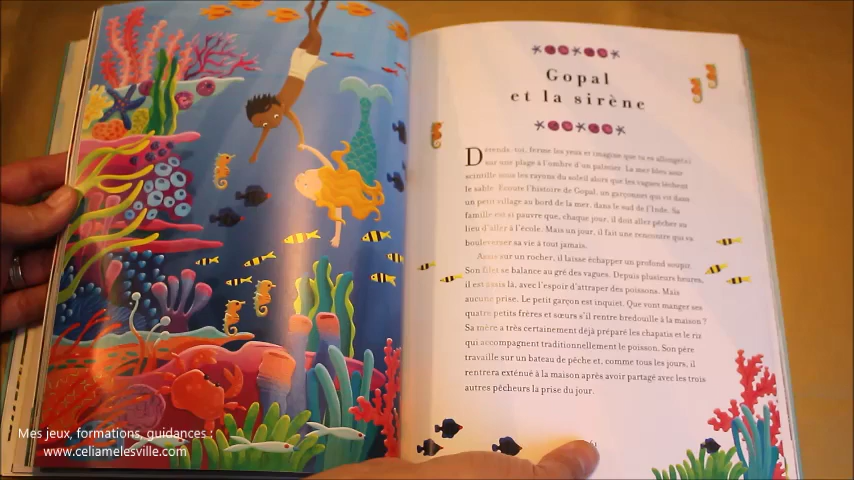 Gopal
et la sirène
Détends-toi, ferme les yeux et imagine que tu es allongé(e)
sur une plage à l'ombre d'un palmier. La mer bleu azur
scintille sous les rayons du soleil alors que les vagues lèchent
le sable. Écoute l'histoire de Gopal, un garçonnet qui vit dans
un petit village au bord de la mer, dans le sud de l'Inde. Sa
famille est si pauvre que, chaque jour, il doit aller pêcher au
lieu d'aller à l'école. Mais un jour, il fait une rencontre qui va
bouleverser sa vie à tout jamais.
Assis sur un rocher, il laisse échapper un profond soupir.
Son filet se balance au gré des vagues. Depuis plusieurs heures,
il est assis là, avec l'espoir d'attraper des poissons. Mais
aucune prise. Le petit garçon est inquiet. Que vont manger ses
quatre petits frères et sœurs s'il rentre bredouille à la maison ?
Sa mère a très certainement déjà préparé les chapatis et le riz
qui accompagnent traditionnellement le poisson. Son père
travaille sur un bateau de pêche et, comme tous les jours, il
rentrera exténué à la maison après avoir partagé avec les trois
autres pêcheurs la prise du jour.
Mes jeux, formations, guidances :
www.celiamelesville.com